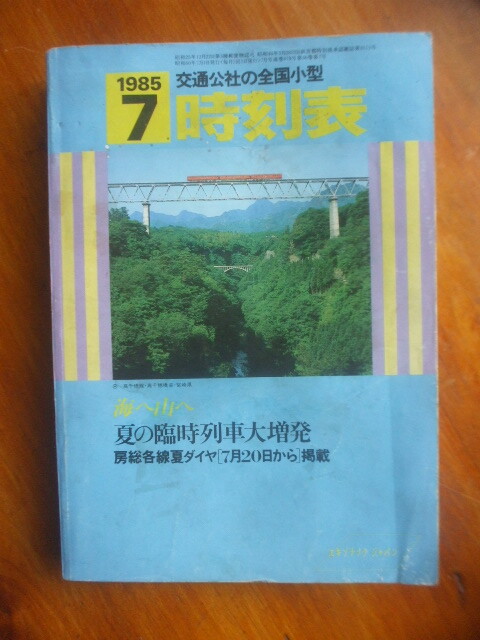 1985
7
交通公社の全国小型
時刻表
海へ山へ
夏の臨時列車大増発
房総各線夏ダイヤ[7月20日から]掲載